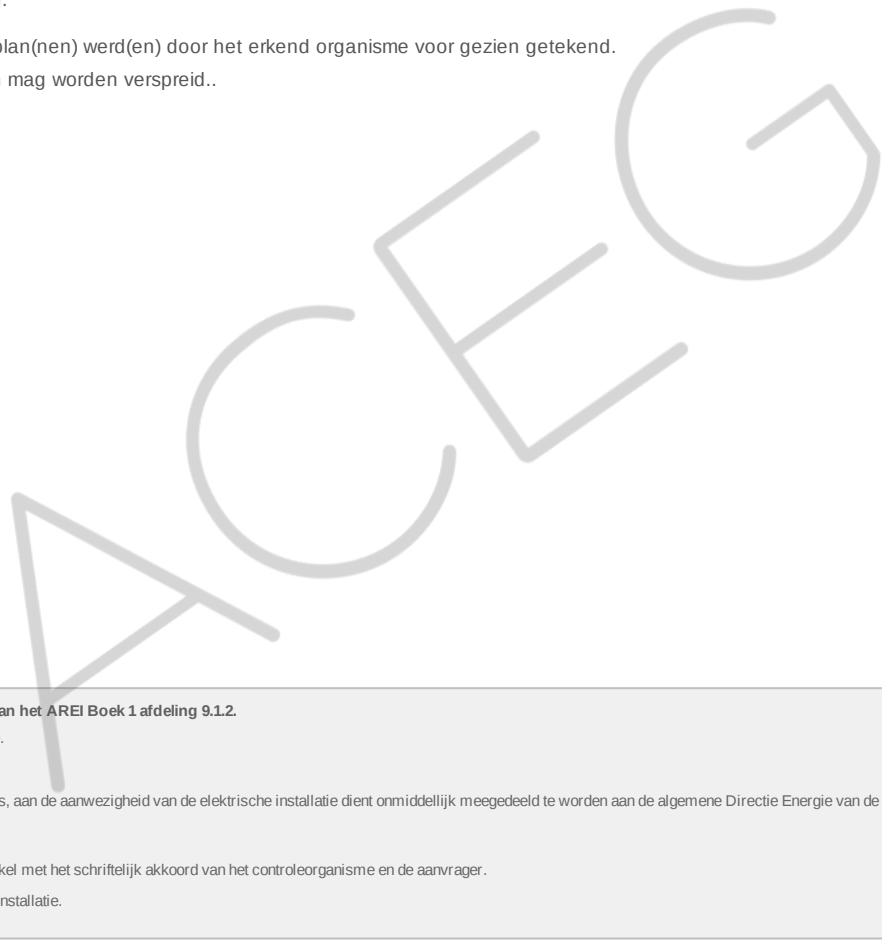 plan(nen) werd(en) door het erkend organisme voor gezien getekend.
mag worden verspreid..
ACEG
an het AREI Boek 1 afdeling 9.1.2.
s, aan de aanwezigheid van de elektrische installatie dient onmiddellijk meegedeeld te worden aan de algemene Directie Energie van de
kel met het schriftelijk akkoord van het controleorganisme en de aanvrager.
nstallatie.